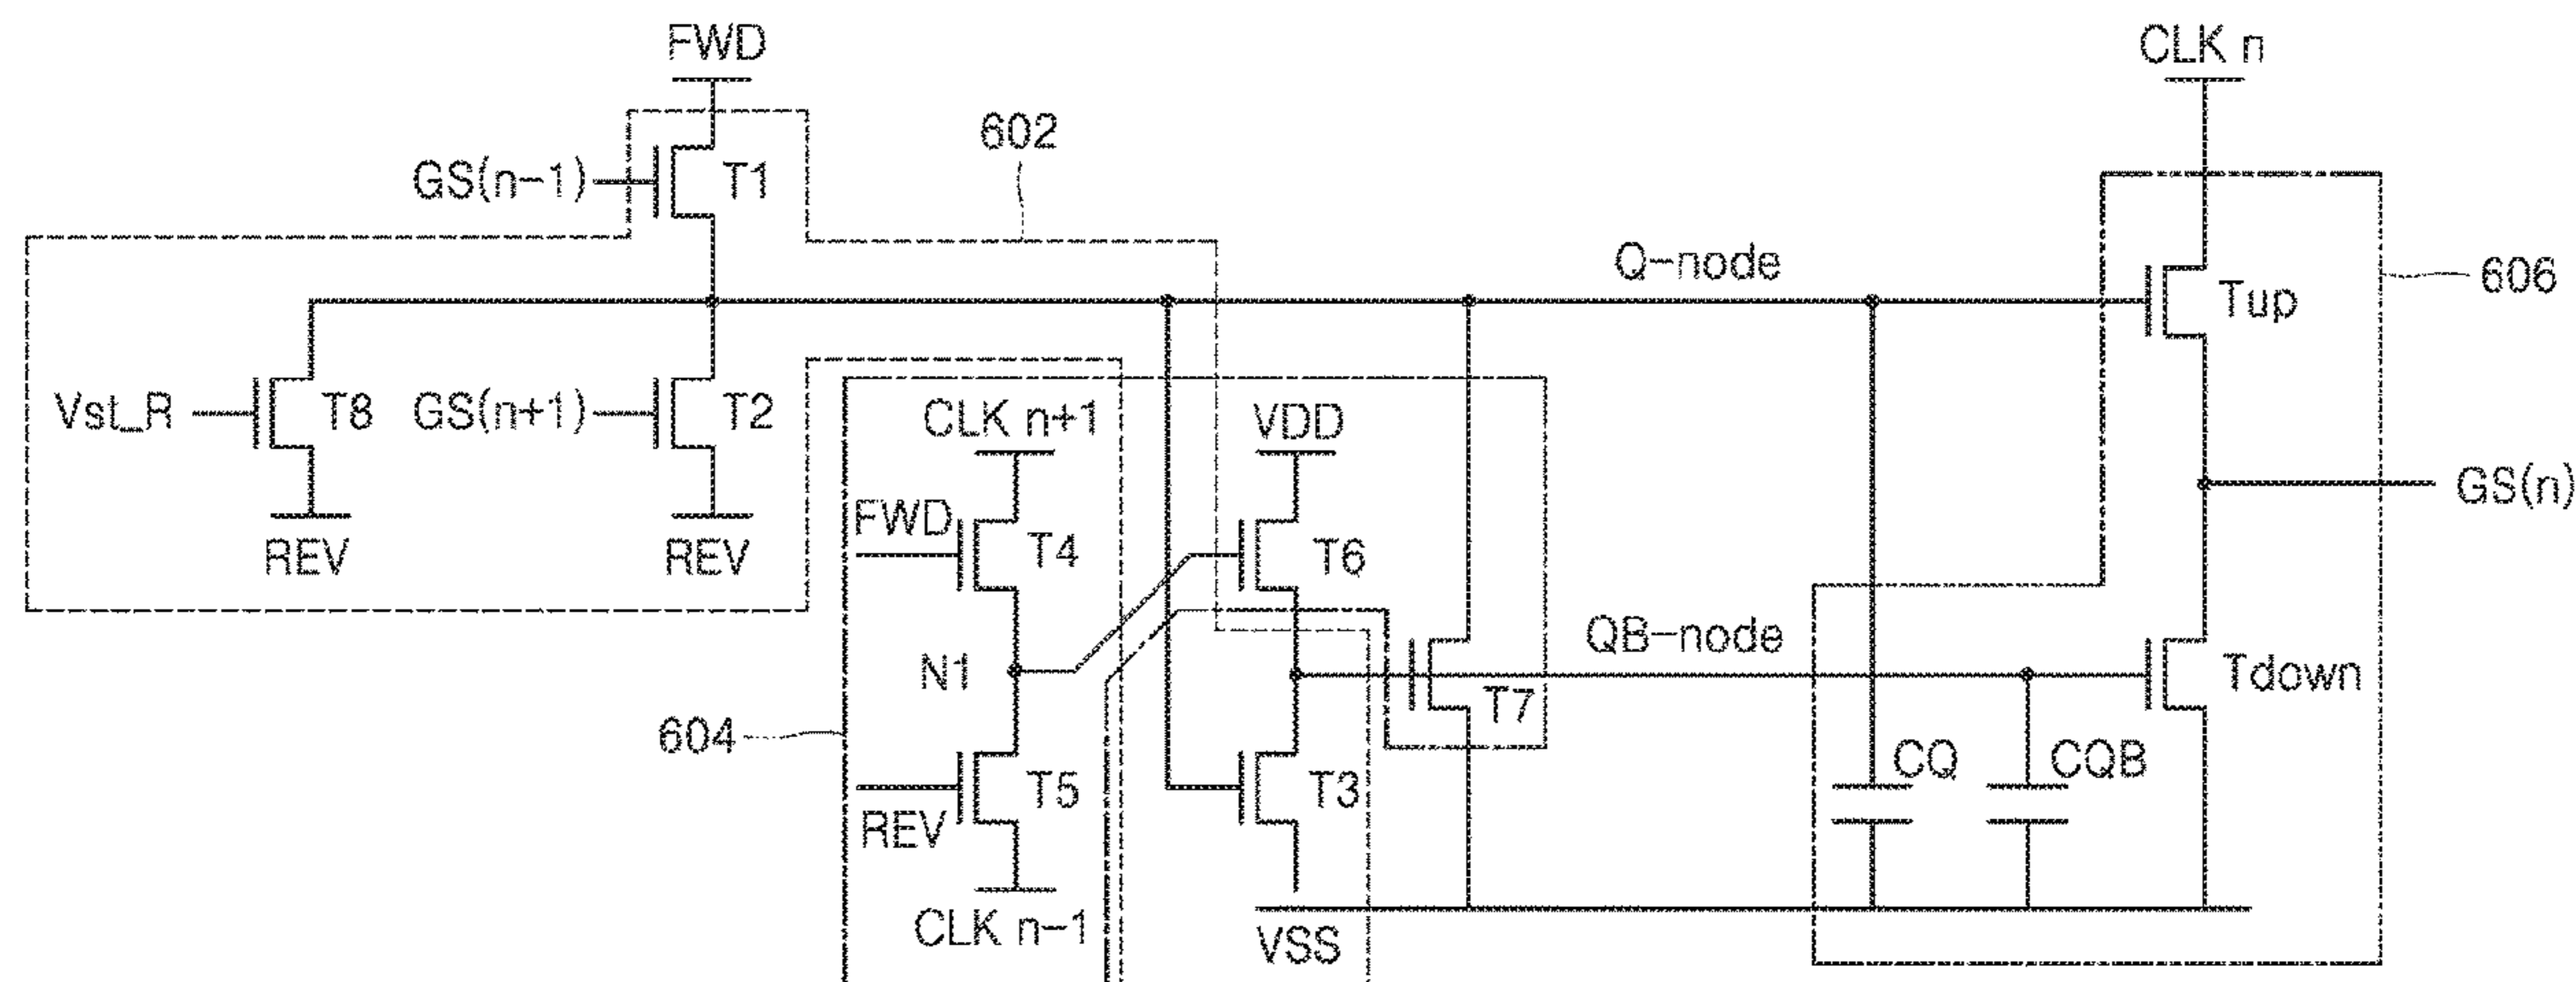 FWD
CLK n
602
GS(n-1)
T1
Q-node
606
Tup
Vst_R
T8
GS(n+1)
T2
CLK n+1
VDD
GS(n)
FWD
T4
T6
REV
REV
QB-node
N1
T7
Tdown
604
T5
T3
CQ
CQB
REV
CLK n-1
VSS